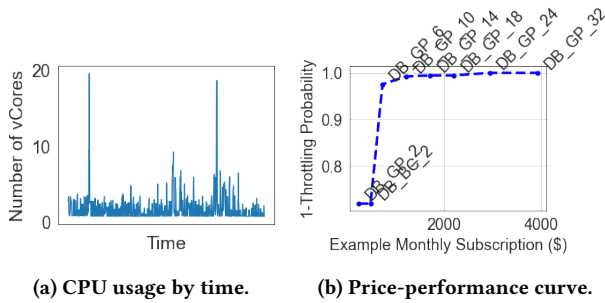 20
10
0
Number of vCores
Time
DB_GP_2
DB_BC_2
DB_GP_6
DB_GP_10
DB_GP_14
DB_GP_18
DB_GP_24
DB_GP_32
1.0
0.9
0.8
1-Throttling Probability
2000
4000
Example Monthly Subscription ($)
(a) CPU usage by time.
(b) Price-performance curve.